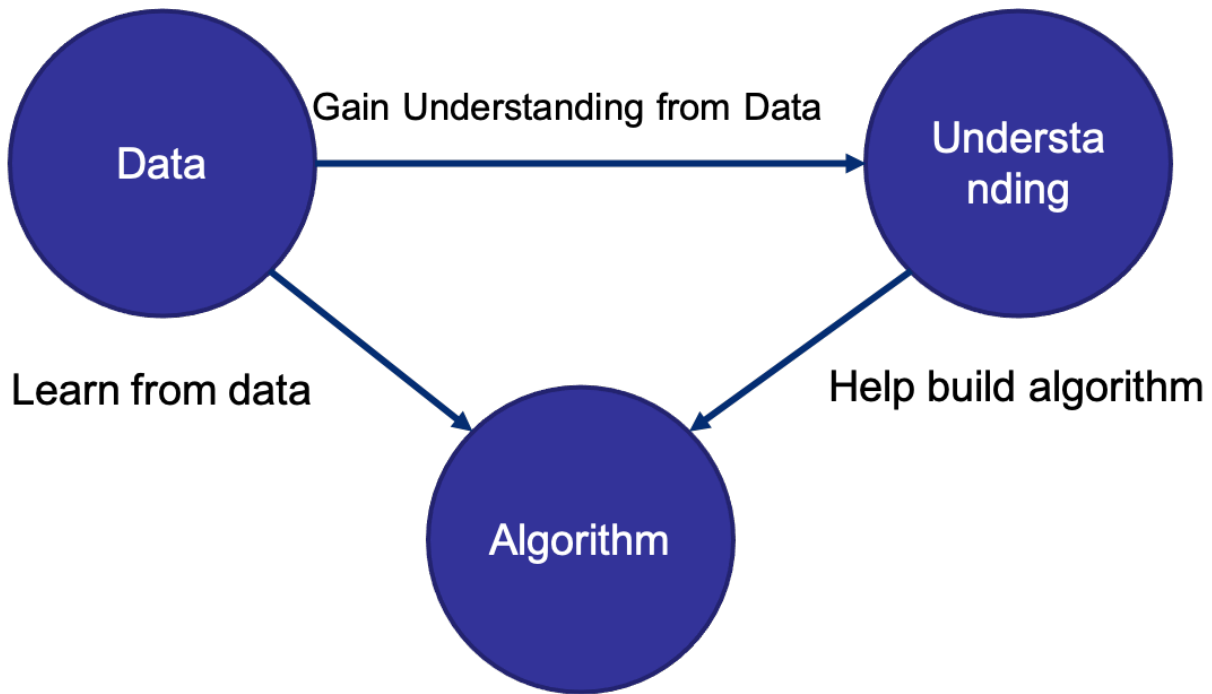 Gain Understanding from Data
Data
Understa
nding
Learn from data
Help build algorithm
Algorithm